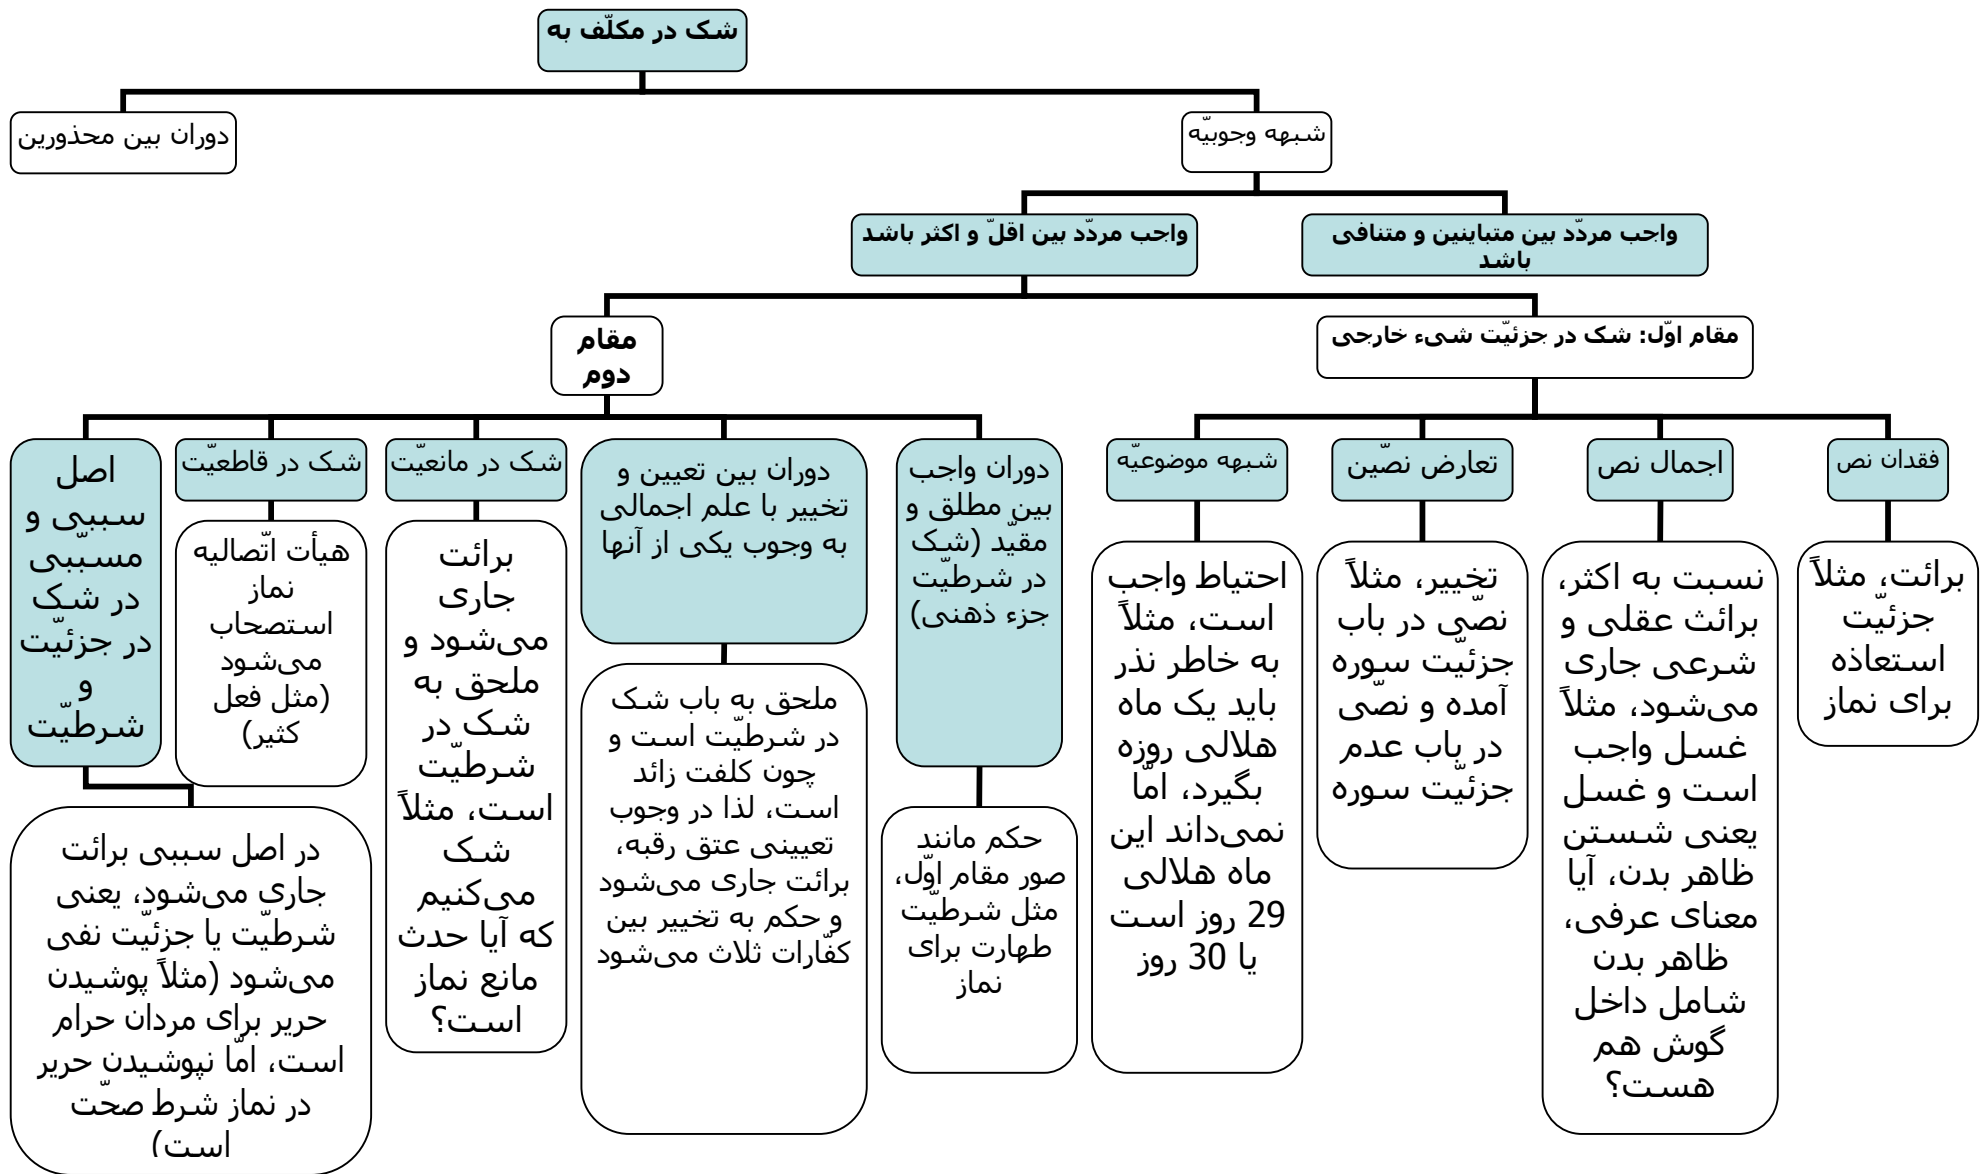 شک در مکلّف به
شبهه وجوبیّه
دوران بین محذورین
واجب مردّد بین متباینین و متنافی
باشد
واجب مردّد بین اقلّ و اکثر باشد
مقام اوّل: شک در جزئیّت شیء خارجی
مقام
دوم
فقدان نص
برائت، مثلاً
جزئیّت
استعاذه
برای نماز
اجمال نص
نسبت به اکثر،
برائث عقلی و
شرعی جاری
می‌شود، مثلاً
غسل واجب
است و غسل
یعنی شستن
ظاهر بدن، آیا
معنای عرفی،
ظاهر بدن
شامل داخل
گوش هم
هست؟
تعارض نصّین
تخییر، مثلاً
نصّی در باب
جزئیّت سوره
آمده و نصّی
در باب عدم
جزئیّت سوره
شبهه موضوعیّه
احتیاط واجب
است، مثلاً
به خاطر نذر
باید یک ماه
هلالی روزه
بگیرد، امّا
نمی‌داند این
ماه هلالی
29 روز است
یا 30 روز
دوران واجب
بین مطلق و
مقیّد (شک
در شرطیّت
جزء ذهنی)
حکم مانند
صور مقام اوّل،
مثل شرطیّت
طهارت برای
نماز
دوران بین تعیین و
تخییر با علم اجمالی
به وجوب یکی از آنها
ملحق به باب شک
در شرطیّت است و
چون کلفت زائد
است، لذا در وجوب
تعیینی عتق رقبه،
برائت جاری می‌شود
و حکم به تخییر بین
کفّارات ثلاث می‌شود
شک در مانعیّت
برائت
جاری
می‌شود و
ملحق به
شک در
شرطیّت
است، مثلاً
شک
می‌کنیم
که آیا حدث
مانع نماز
است؟
شک در قاطعیّت
هیأت اتّصالیه
نماز
استصحاب
می‌شود
(مثل فعل
کثیر)
اصل
سببی و
مسبّبی
در شک
در جزئیّت
و
شرطیّت
در اصل سببی برائت
جاری می‌شود، یعنی
شرطیّت یا جزئیّت نفی
می‌شود (مثلاً پوشیدن
حریر برای مردان حرام
است، امّا نپوشیدن حریر
در نماز شرط صحّت
است)